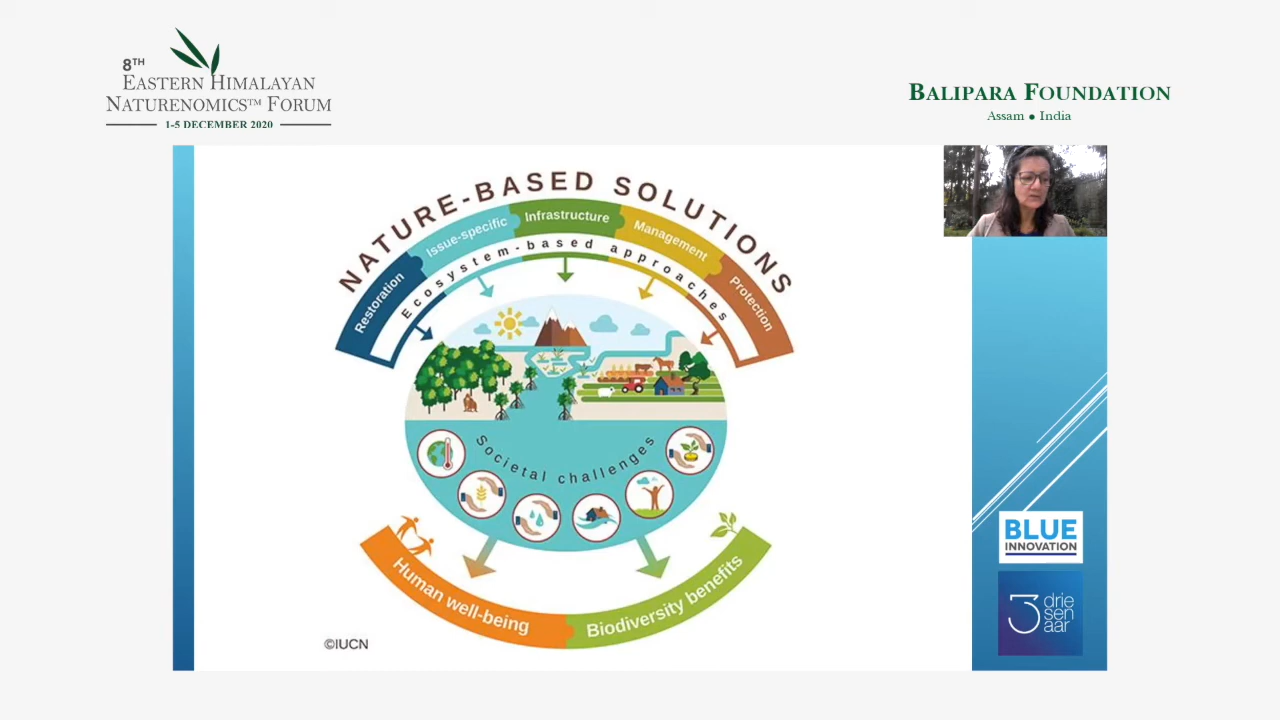 8TH
EASTERN HIMALAYAN
NATURENOMICS™ FORUM
1-5 DECEMBER 2020
BALIPARA FOUNDATION
Assam ● India
NATURE-BASED SOLUTIONS
Restoration
Issue-specific
Infrastructure
Management
Protection
Ecosystem-based approaches
Societal challenges
Human well-being
Biodiversity benefits
©IUCN
BLUE
INNOVATION
3
drie
sen
aar